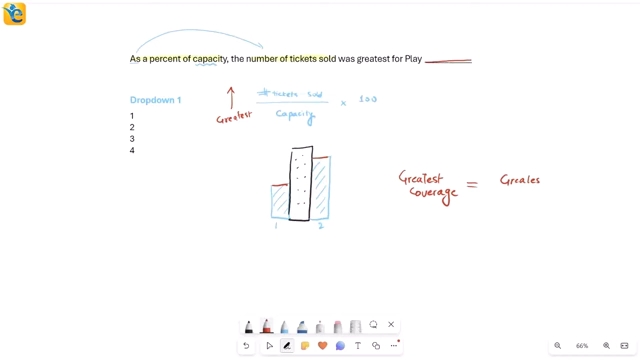 As a percent of capacity, the number of tickets sold was greatest for Play
Dropdown 1
1
2
3
4
Greatest
# tickets sold
Capacity
× 100
1
2
Greatest
Coverage
=
Greates
66%